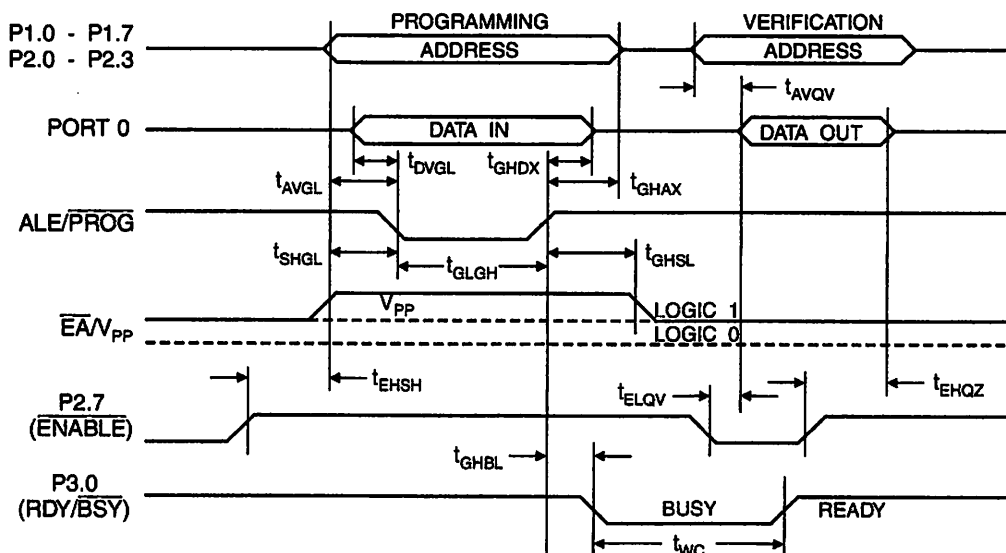 PROGRAMMING VERIFICATION
P1.0 - P1.7
P2.0 - P2.3
ADDRESS ADDRESS
tAVQV
PORT 0 DATA IN DATA OUT
tDVGL tGHDX
tAVGL tGHAX
ALE/PROG
tSHGL tGLGH tGHSL
VPP
EA/VPP LOGIC 1
LOGIC 0
tEHSH tELQV tEHQZ
P2.7
(ENABLE)
tGHBL
P3.0
(RDY/BSY) BUSY READY
tWC